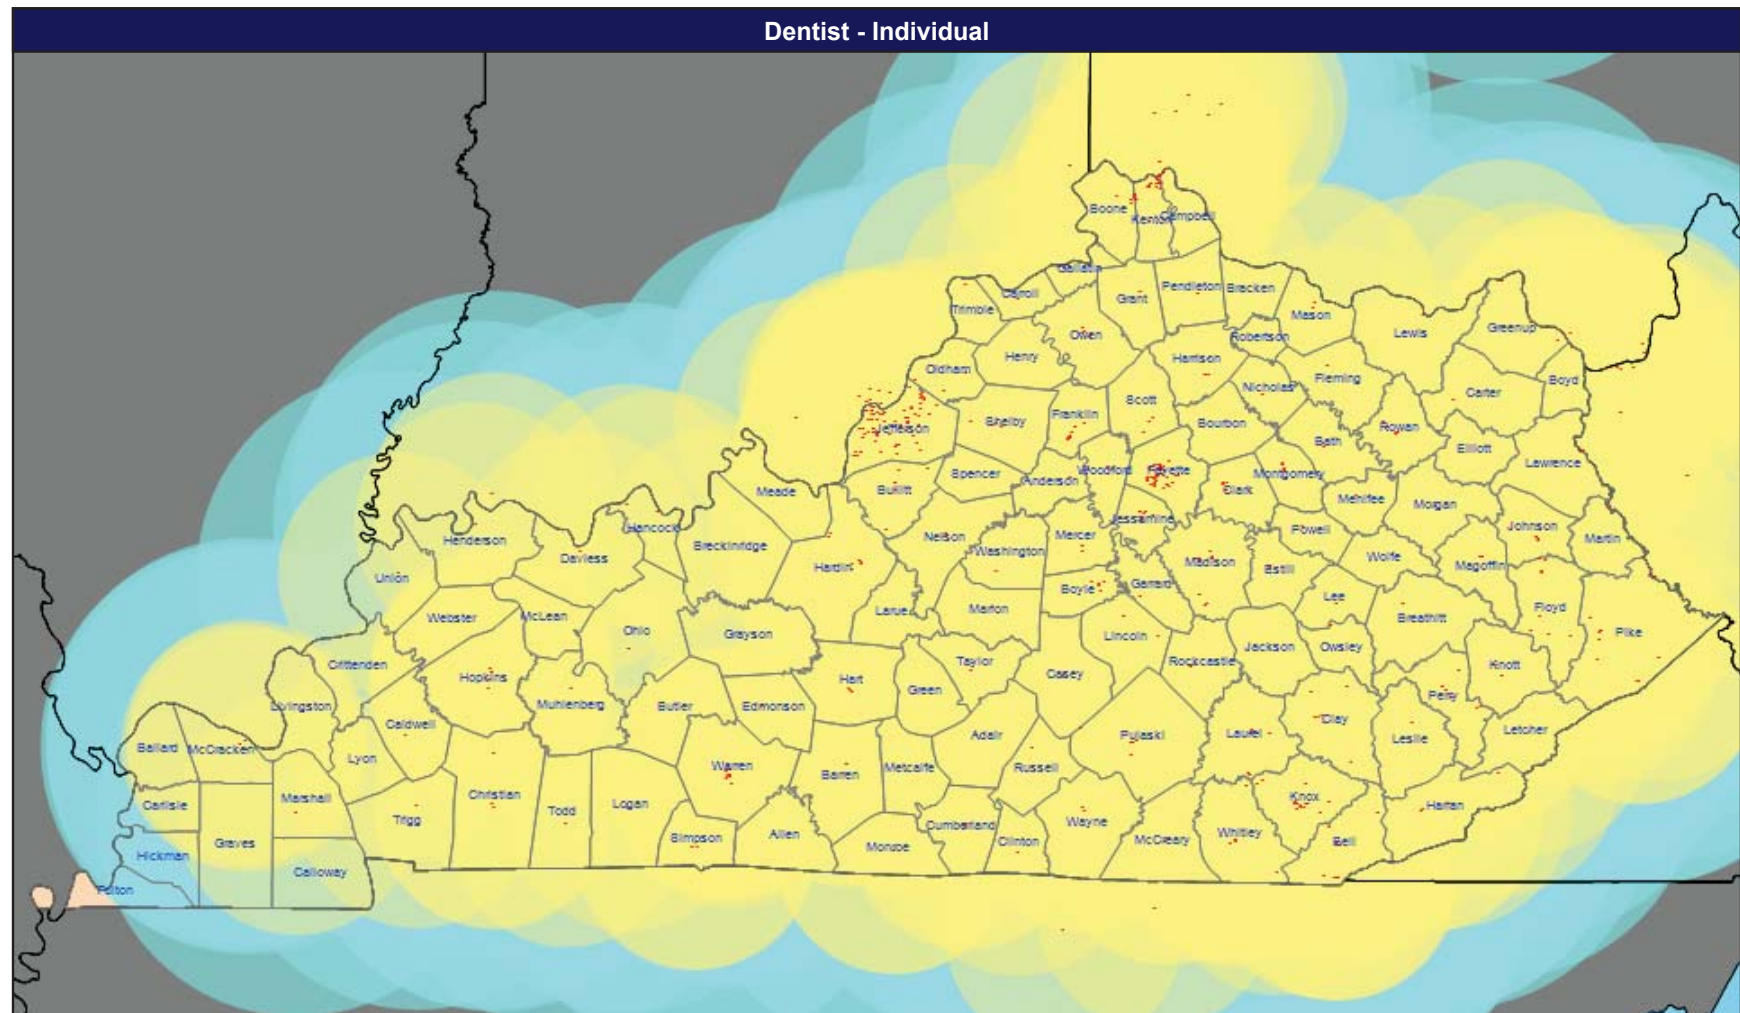 Dentist - Individual
Boone
Kenton
Campbell
Gallatin
Carroll
Trimble
Grant
Pendleton
Bracken
Mason
Owen
Robertson
Lewis
Greenup
Henry
Oldham
Harrison
Nicholas
Fleming
Carter
Boyd
Scott
Franklin
Shelby
Jefferson
Bourbon
Rowan
Bath
Elliott
Lawrence
Woodford
Fayette
Montgomery
Spencer
Anderson
Clark
Bullitt
Meade
Menifee
Morgan
Jessamine
Powell
Johnson
Martin
Hancock
Henderson
Daviess
Breckinridge
Nelson
Mercer
Washington
Madison
Estill
Wolfe
Magoffin
Hardin
Union
Boyle
Garrard
Lee
Larue
Marion
Floyd
Webster
McLean
Ohio
Grayson
Lincoln
Breathitt
Pike
Jackson
Owsley
Crittenden
Taylor
Rockcastle
Knott
Hopkins
Hart
Green
Casey
Perry
Livingston
Muhlenberg
Butler
Edmonson
Caldwell
Clay
Letcher
Ballard
McCracken
Adair
Pulaski
Laurel
Leslie
Lyon
Warren
Barren
Metcalfe
Russell
Christian
Marshall
Carlisle
Todd
Logan
Knox
Harlan
Trigg
Cumberland
Wayne
Simpson
Allen
Clinton
McCreary
Whitley
Bell
Graves
Monroe
Hickman
Calloway
Fulton